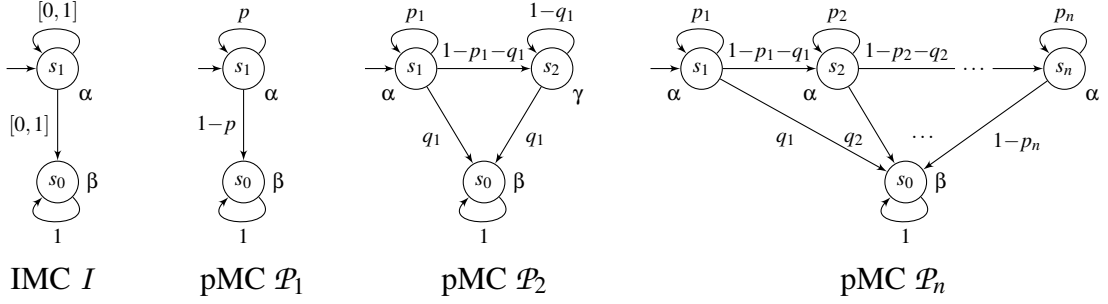 [0,1] p p₁ 1−q₁ p₁ p₂ pₙ
s₁ s₁ s₁ 1−p₁−q₁ s₂ s₁ 1−p₁−q₁ s₂ 1−p₂−q₂ ... sₙ
α α α γ α α α
[0,1] 1−p q₁ q₁ q₁ q₂ ... 1−pₙ
s₀ β s₀ β s₀ β s₀ β
1 1 1 1
IMC I pMC P₁ pMC P₂ pMC Pₙ